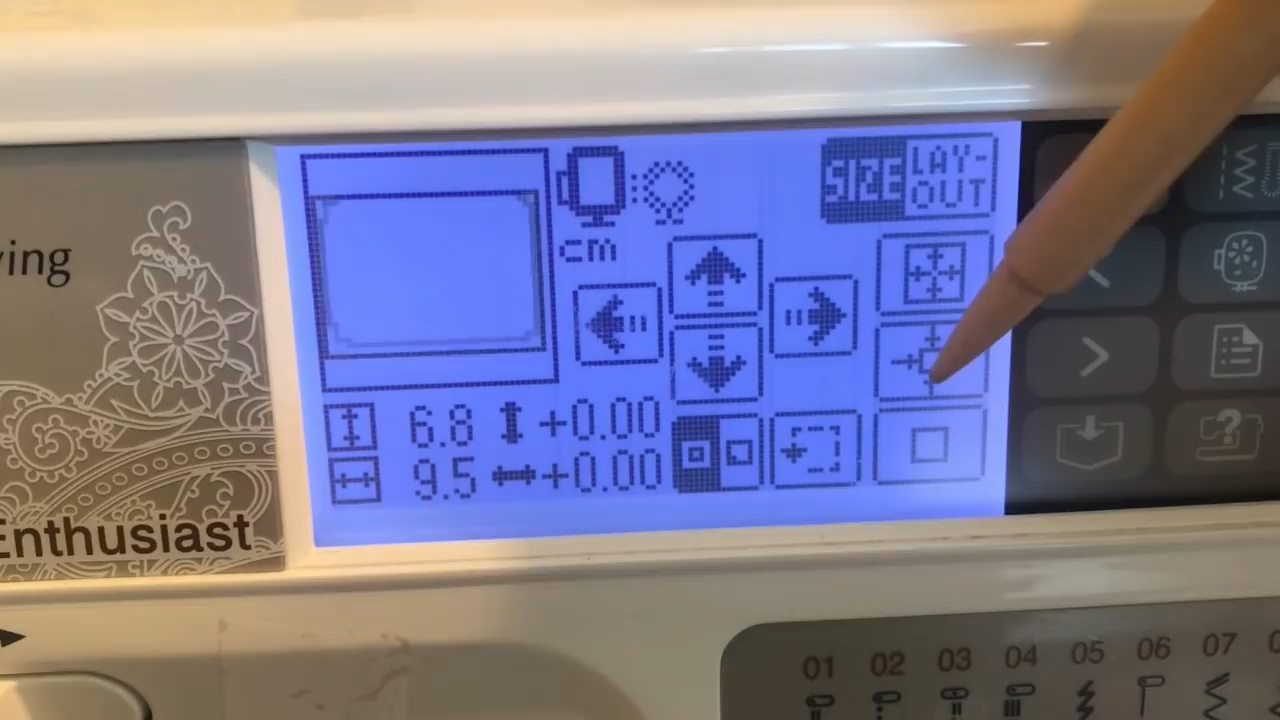 ing
Enthusiast
SIZE
LAY-
OUT
cm
6.8 +0.00
9.5 +0.00
01 02 03 04 05 06 07